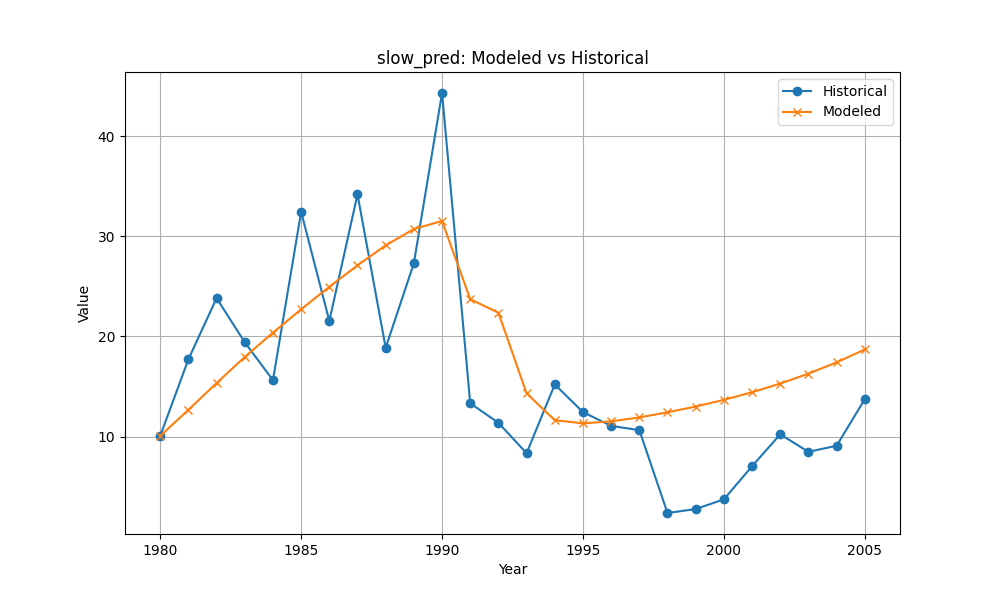 slow_pred: Modeled vs Historical
Historical
Modeled
Value
40
30
20
10
1980 1985 1990 1995 2000 2005
Year